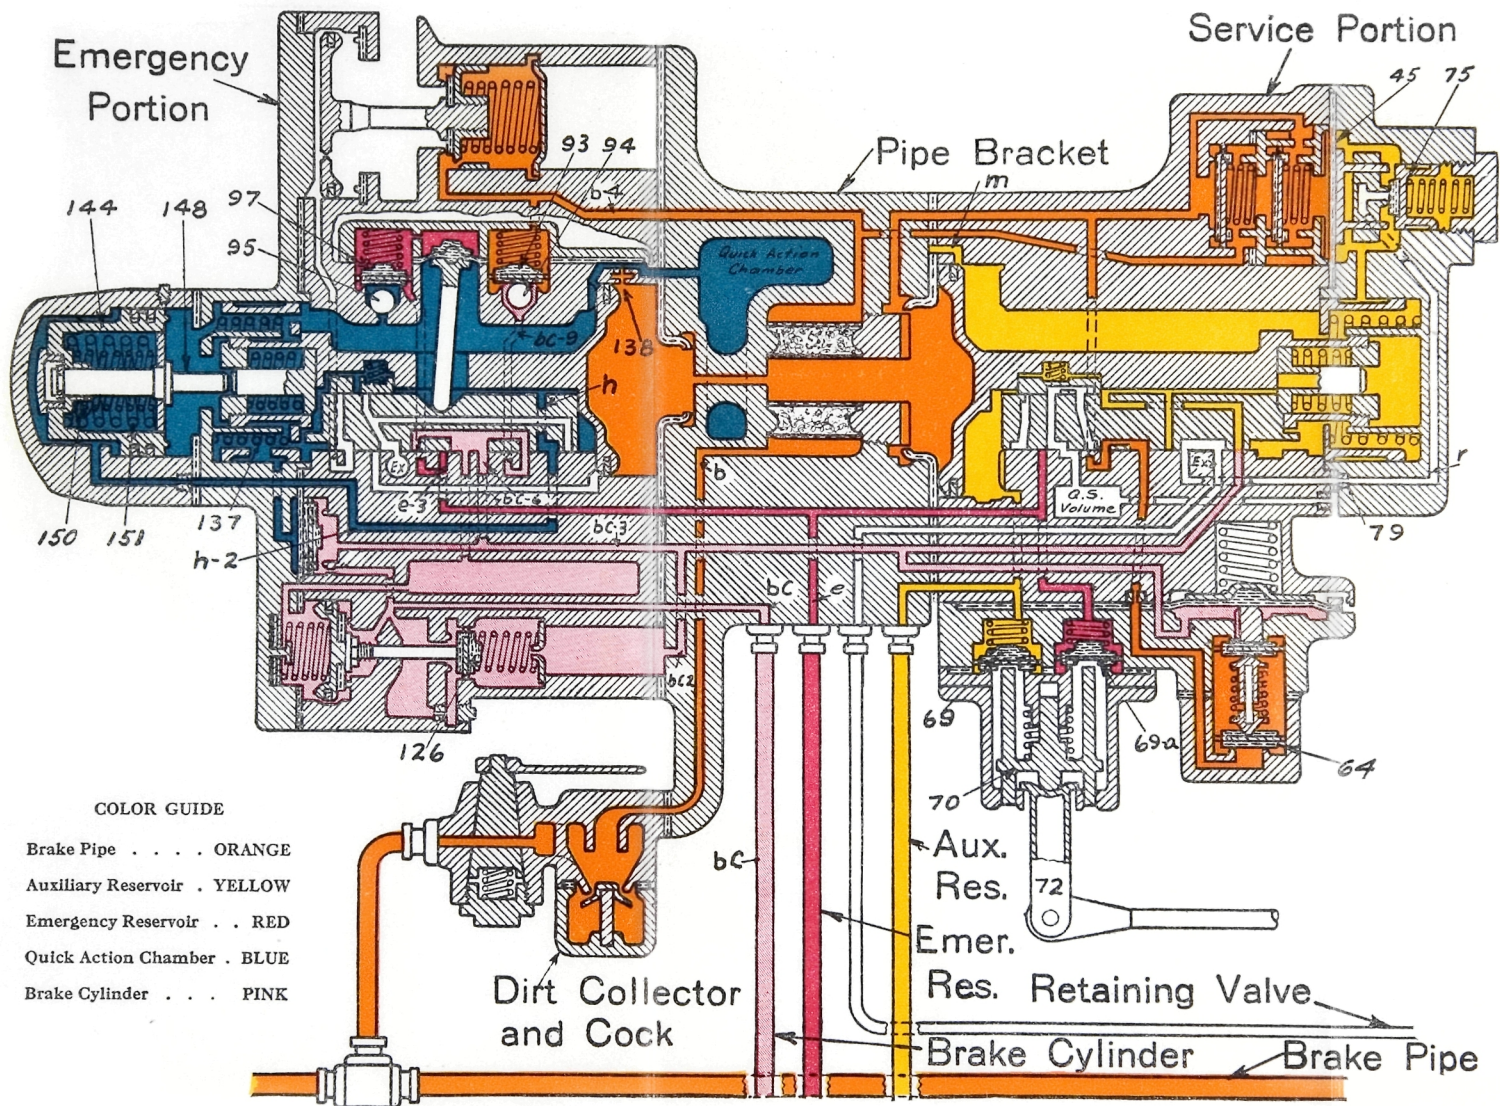 Emergency
Portion
Service Portion
45 75
93 94
Pipe Bracket
m
b-4
97
144
148
95
Quick Action
Chamber
bc-9
138
h
Ex
b
r
e-3
bc-6
Q.S.
Volume
Ex
150
151
137
h-2
bc-3
79
bC
e
bc2
69
69-a
64
126
70
72
COLOR GUIDE
Brake Pipe . . . . ORANGE
Auxiliary Reservoir . YELLOW
Emergency Reservoir . . RED
Quick Action Chamber . BLUE
Brake Cylinder . . . PINK
bC
Aux.
Res.
Emer.
Res.
Dirt Collector
and Cock
Retaining Valve
Brake Cylinder
Brake Pipe